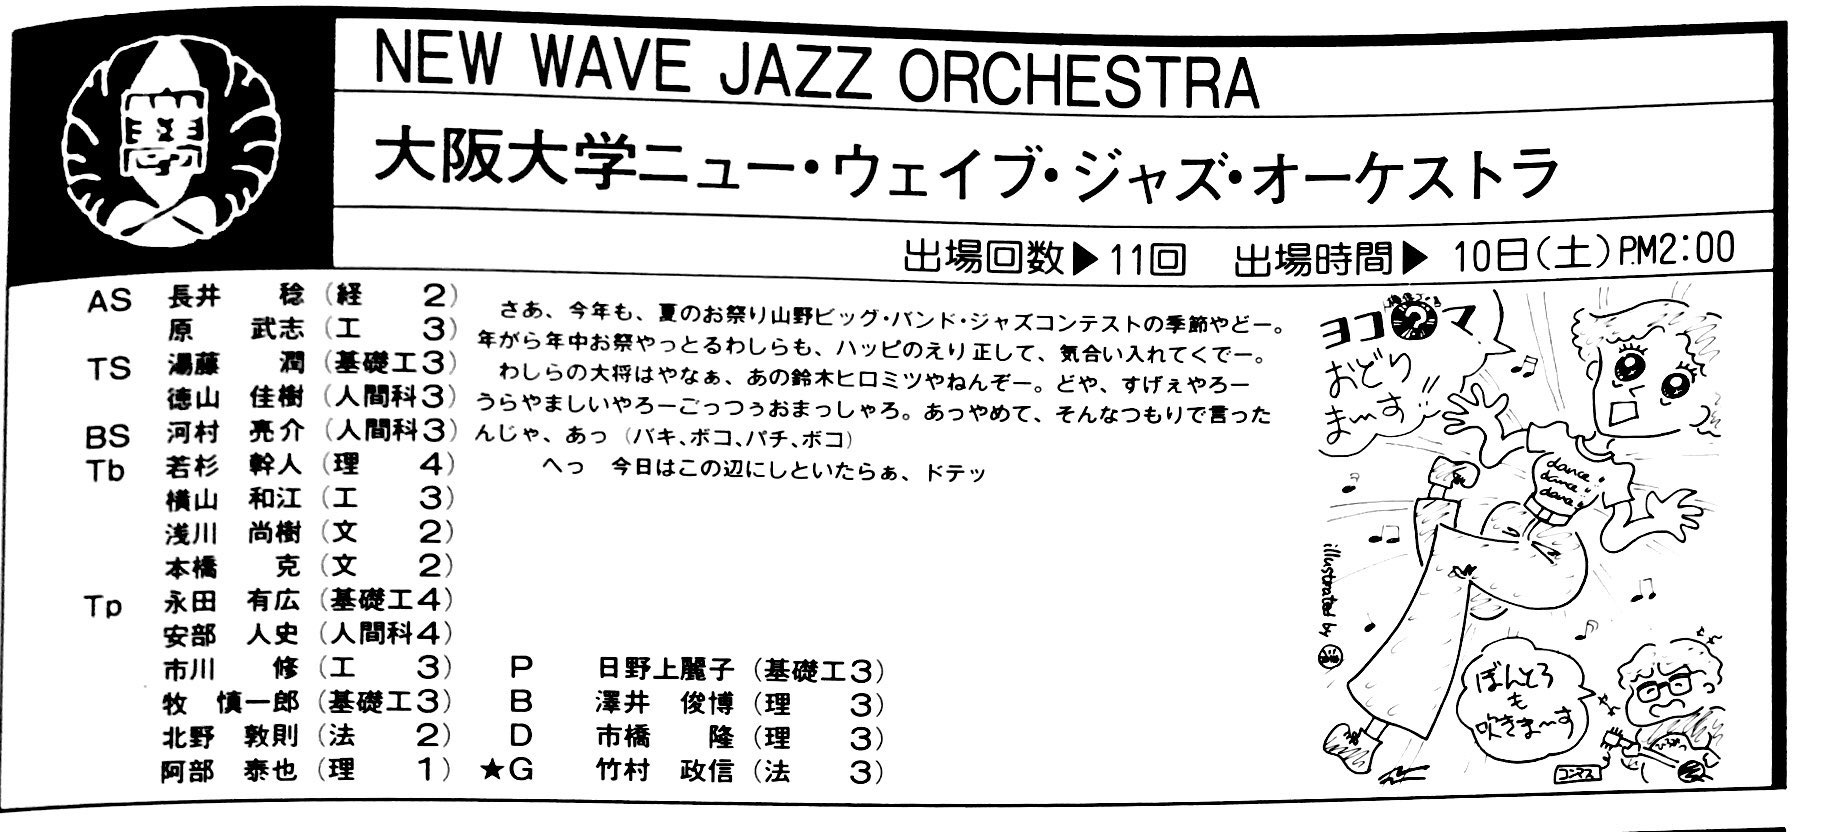 NEW WAVE JAZZ ORCHESTRA
大阪大学ニュー・ウェイブ・ジャズ・オーケストラ
出場回数▶11回 出場時間▶ 10日(土)P.M2:00
AS 長井 稔(経 2)
原 武志(工 3)
TS 湯藤 潤(基礎工3)
徳山 佳樹(人間科3)
BS 河村 亮介(人間科3)
Tb 若杉 幹人(理 4)
横山 和江(工 3)
浅川 尚樹(文 2)
本橋 克(文 2)
Tp 永田 有広(基礎工4)
安部 人史(人間科4)
市川 修(工 3)
牧 慎一郎(基礎工3)
北野 敦則(法 2)
阿部 泰也(理 1)
P 日野上麗子(基礎工3)
B 澤井 俊博(理 3)
D 市橋 隆(理 3)
★G 竹村 政信(法 3)
さあ、今年も、夏のお祭り山野ビッグ・バンド・ジャズコンテストの季節やどー。
年がら年中お祭やっとるわしらも、ハッピのえり正して、気合い入れてくでー。
わしらの大将はやなぁ、あの鈴木ヒロミツやねんぞー。どや、すげぇやろー
うらやましいやろーごっつぅおまっしゃろ。あっやめて、そんなつもりで言った
んじゃ、あっ(バキ、ボコ、パチ、ボコ)
へっ 今日はこの辺にしといたらぁ、ドテッ
おどり
ま〜す!!
dance!
dance!
dance!
illustrated by
ぼんとろ
も
吹きま〜す
コンマス